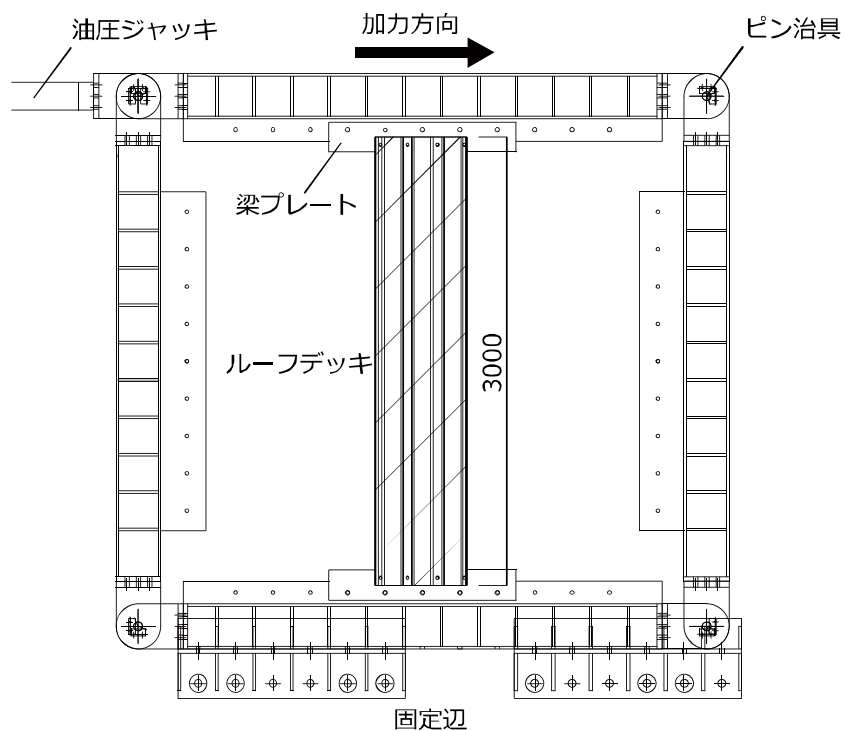 油圧ジャッキ
加力方向
ピン治具
梁プレート
ルーフデッキ
3000
固定辺